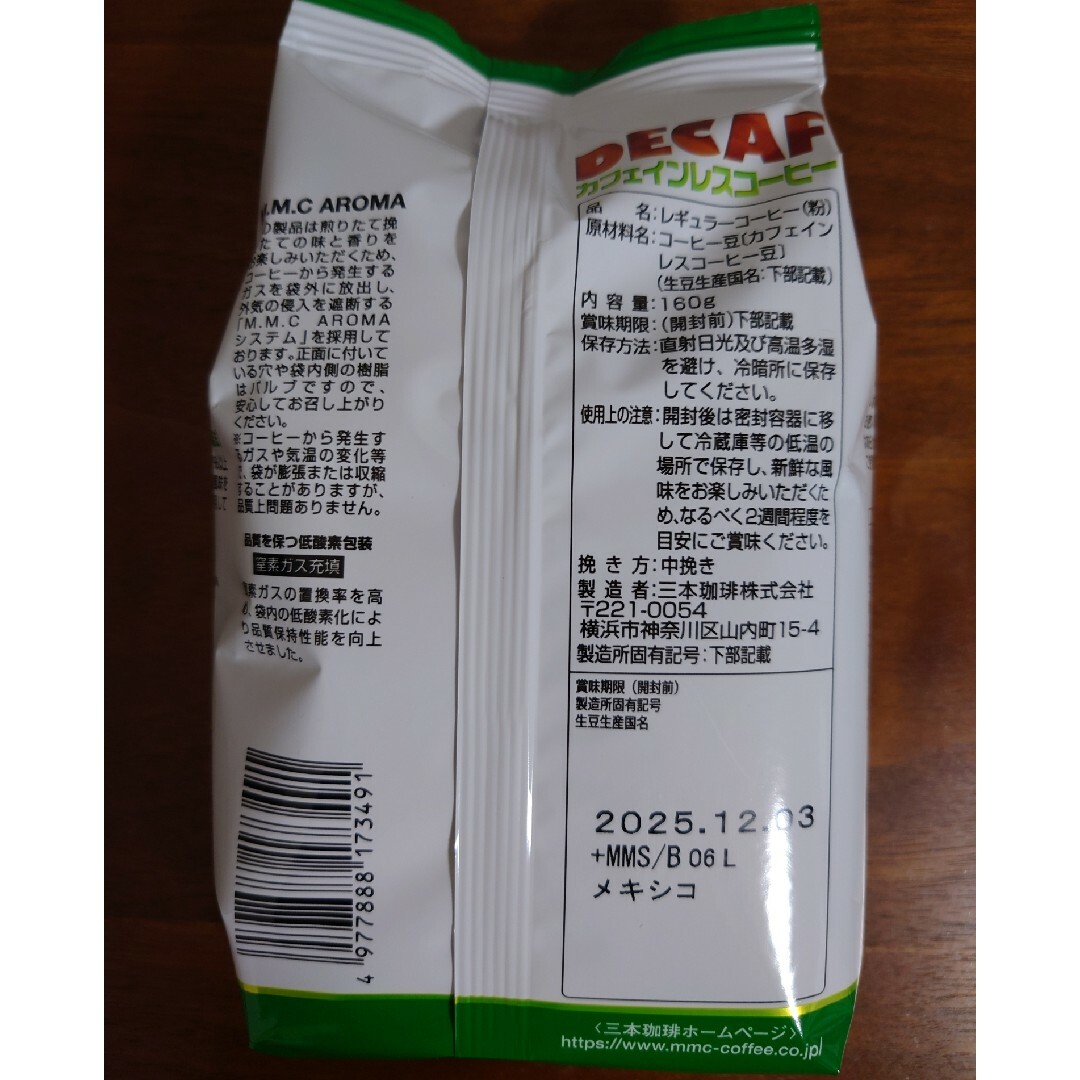 M.C AROMA
の製品は煎りたて挽
たての味と香りを
お楽しみいただくため、
コーヒーから発生する
ガスを袋外に放出し、
外気の侵入を遮断する
「M.M.C AROMA
システム」を採用して
おります。正面に付いて
いる穴や袋内側の樹脂
はバルブですので、
安心してお召し上がり
ください。
※コーヒーから発生す
るガスや気温の変化等
で、袋が膨張または収縮
することがありますが、
品質上問題ありません。
品質を保つ低酸素包装
窒素ガス充填
窒素ガスの置換率を高
め、袋内の低酸素化によ
り品質保持性能を向上
させました。
4 977888 173491
DECAF
カフェインレスコーヒー
品 名:レギュラーコーヒー(粉)
原材料名:コーヒー豆〔カフェイン
レスコーヒー豆〕
(生豆生産国名:下部記載)
内 容 量:160g
賞味期限:(開封前)下部記載
保存方法:直射日光及び高温多湿
を避け、冷暗所に保存
してください。
使用上の注意:開封後は密封容器に移
して冷蔵庫等の低温の
場所で保存し、新鮮な風
味をお楽しみいただくた
め、なるべく2週間程度を
目安にご賞味ください。
挽 き 方:中挽き
製 造 者:三本珈琲株式会社
〒221-0054
横浜市神奈川区山内町15-4
製造所固有記号:下部記載
賞味期限(開封前)
製造所固有記号
生豆生産国名
2025.12.03
+MMS/B 06 L
メキシコ
〈三本珈琲ホームページ〉
https://www.mmc-coffee.co.jp/